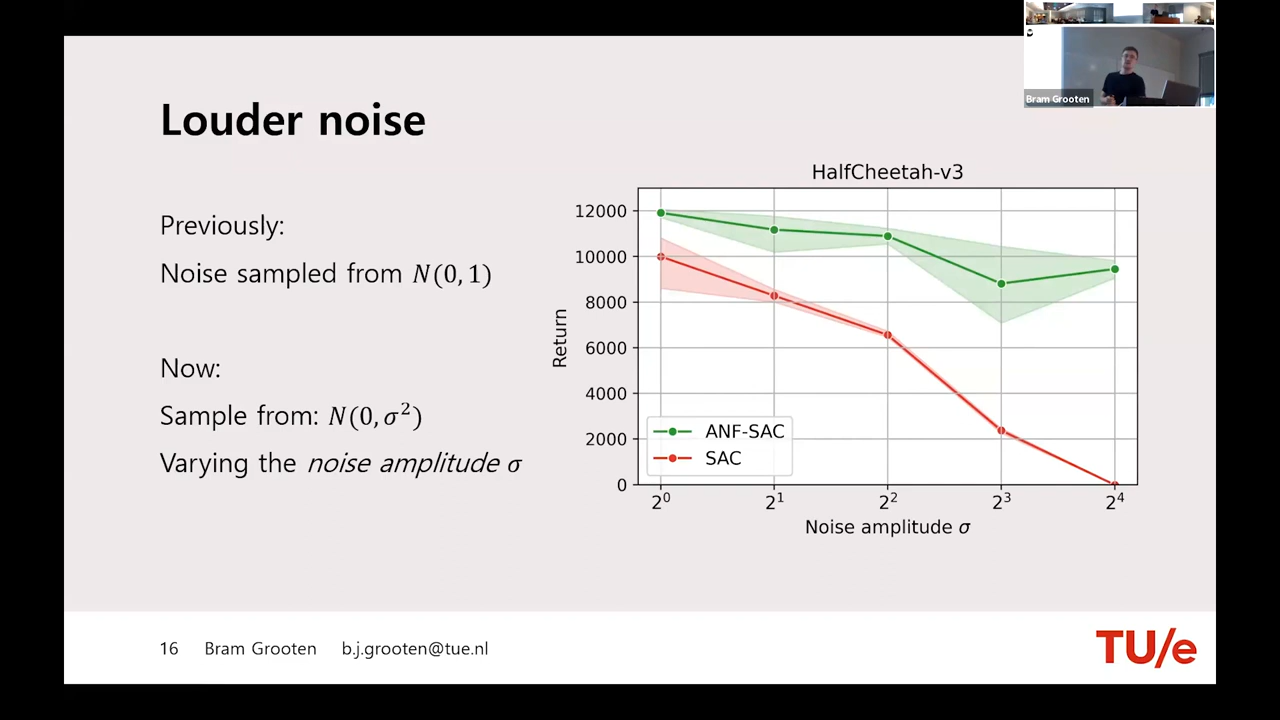 Bram Grooten
Louder noise
Previously:
Noise sampled from N(0, 1)
Now:
Sample from: N(0, σ²)
Varying the noise amplitude σ
HalfCheetah-v3
Return
12000
10000
8000
6000
4000
2000
0
ANF-SAC
SAC
2⁰ 2¹ 2² 2³ 2⁴
Noise amplitude σ
16 Bram Grooten b.j.grooten@tue.nl
TU/e